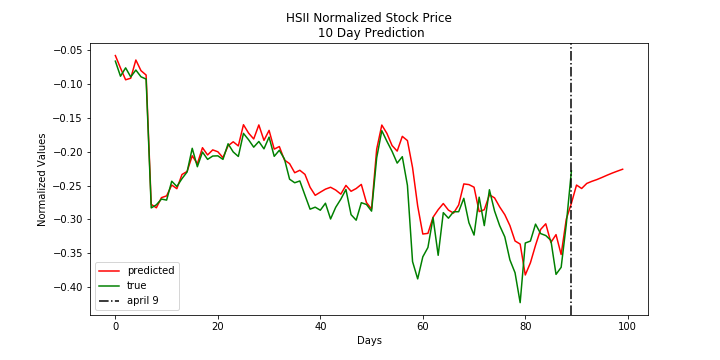 HSII Normalized Stock Price
10 Day Prediction
Normalized Values
−0.05
−0.10
−0.15
−0.20
−0.25
−0.30
−0.35
−0.40
predicted
true
april 9
0 20 40 60 80 100
Days